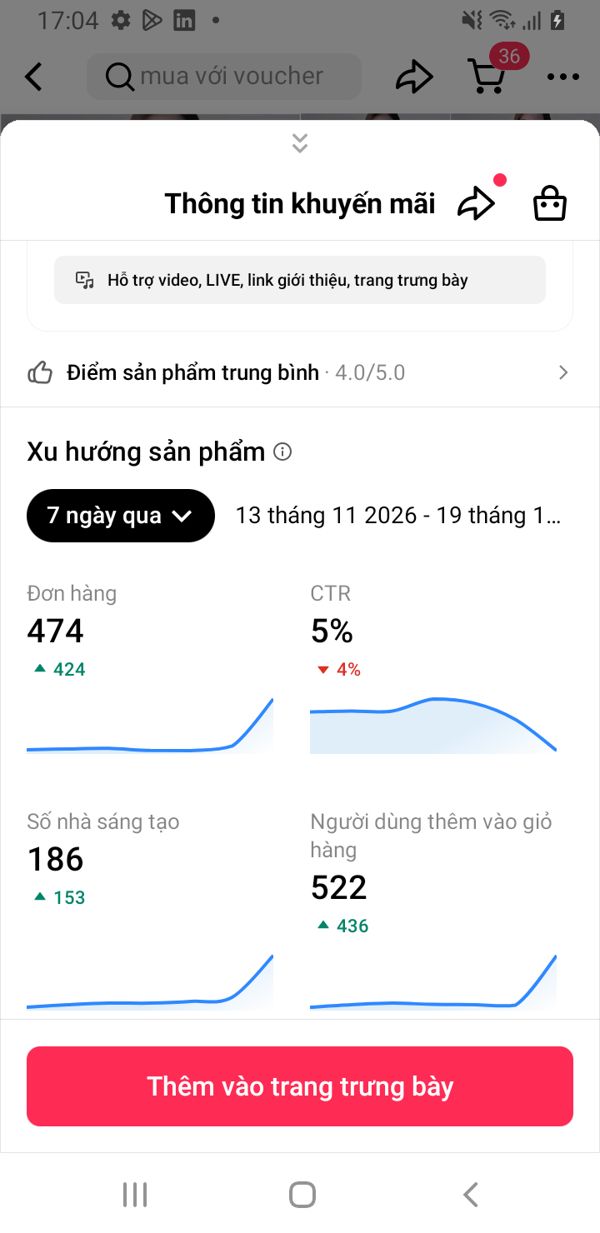 17:04
36
mua với voucher
Thông tin khuyến mãi
Hỗ trợ video, LIVE, link giới thiệu, trang trưng bày
Điểm sản phẩm trung bình · 4.0/5.0
Xu hướng sản phẩm
7 ngày qua
13 tháng 11 2026 - 19 tháng 1...
Đơn hàng
474
424
CTR
5%
4%
Số nhà sáng tạo
186
153
Người dùng thêm vào giỏ
hàng
522
436
Thêm vào trang trưng bày